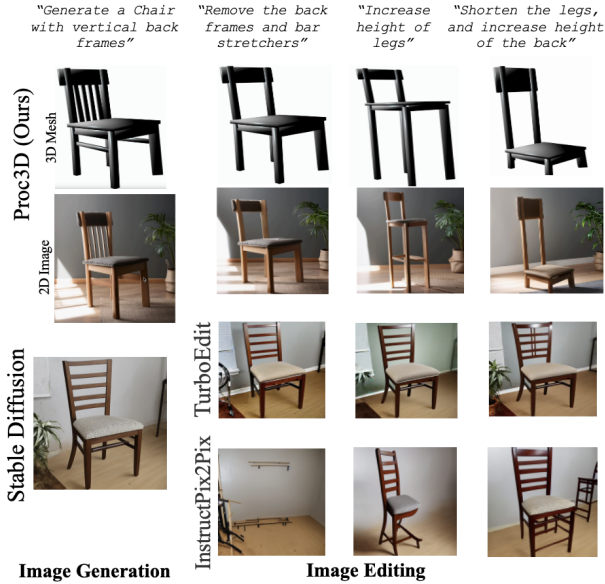 “Generate a Chair
with vertical back
frames”
“Remove the back
frames and bar
stretchers”
“Increase
height of
legs”
“Shorten the legs,
and increase height
of the back”
Proc3D (Ours)
3D Mesh
2D Image
Stable Diffusion
TurboEdit
InstructPix2Pix
Image Generation
Image Editing